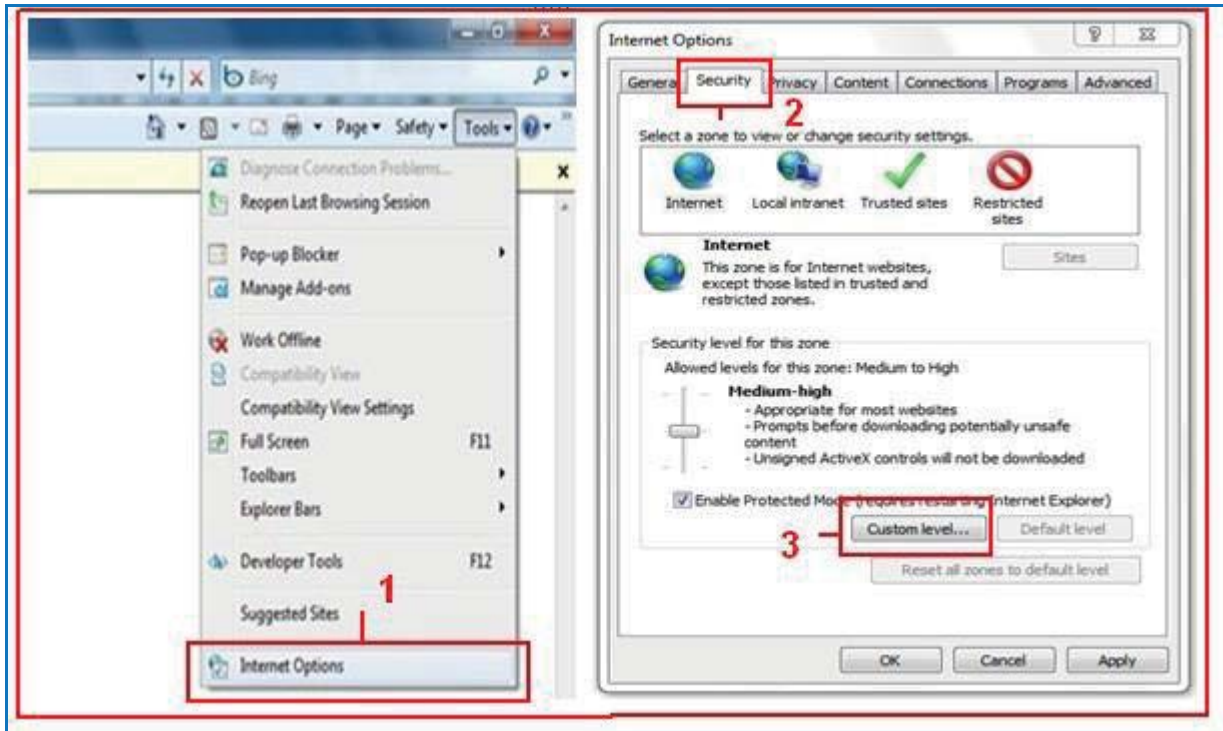 Bing
Page Safety Tools
Diagnose Connection Problems...
Reopen Last Browsing Session
Pop-up Blocker
Manage Add-ons
Work Offline
Compatibility View
Compatibility View Settings
Full Screen F11
Toolbars
Explorer Bars
Developer Tools F12
1
Suggested Sites
Internet Options
Internet Options
General Security Privacy Content Connections Programs Advanced
2
Select a zone to view or change security settings.
Internet Local intranet Trusted sites Restricted
sites
Internet
Sites
This zone is for Internet websites,
except those listed in trusted and
restricted zones.
Security level for this zone
Allowed levels for this zone: Medium to High
Medium-high
- Appropriate for most websites
- Prompts before downloading potentially unsafe
content
- Unsigned ActiveX controls will not be downloaded
Enable Protected Mode (requires restarting Internet Explorer)
3
Custom level... Default level
Reset all zones to default level
OK Cancel Apply